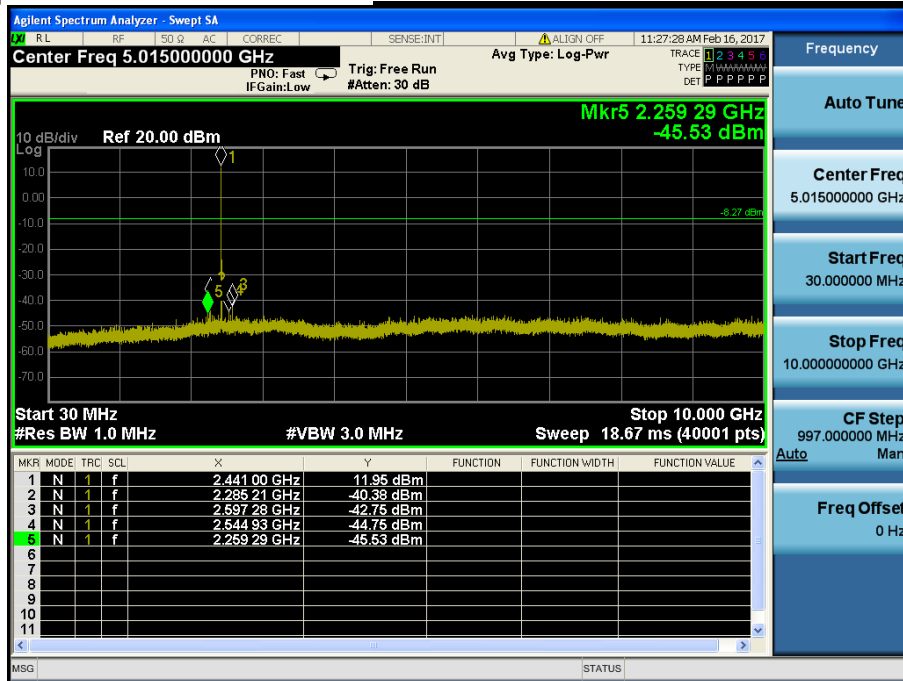 Agilent Spectrum Analyzer - Swept SA
LXI RL RF 50 Ω AC CORREC SENSE:INT ALIGN OFF 11:27:28 AM Feb 16, 2017
Center Freq 5.015000000 GHz
PNO: Fast
IFGain:Low
Trig: Free Run
#Atten: 30 dB
Avg Type: Log-Pwr
TRACE 1 2 3 4 5 6
TYPE M W W W W W
DET P P P P P P
Mkr5 2.259 29 GHz
-45.53 dBm
10 dB/div Ref 20.00 dBm
Log
1
10.0
0.00
-8.27 dBm
-10.0
-20.0
-30.0
5
4
3
-40.0
-50.0
-60.0
-70.0
Start 30 MHz Stop 10.000 GHz
#Res BW 1.0 MHz #VBW 3.0 MHz Sweep 18.67 ms (40001 pts)
MKR MODE TRC SCL X Y FUNCTION FUNCTION WIDTH FUNCTION VALUE
1 N 1 f 2.441 00 GHz 11.95 dBm
2 N 1 f 2.285 21 GHz -40.38 dBm
3 N 1 f 2.597 28 GHz -42.75 dBm
4 N 1 f 2.544 93 GHz -44.75 dBm
5 N 1 f 2.259 29 GHz -45.53 dBm
6
7
8
9
10
11
MSG STATUS
Frequency
Auto Tune
Center Freq
5.015000000 GHz
Start Freq
30.000000 MHz
Stop Freq
10.000000000 GHz
CF Step
997.000000 MHz
Auto Man
Freq Offset
0 Hz